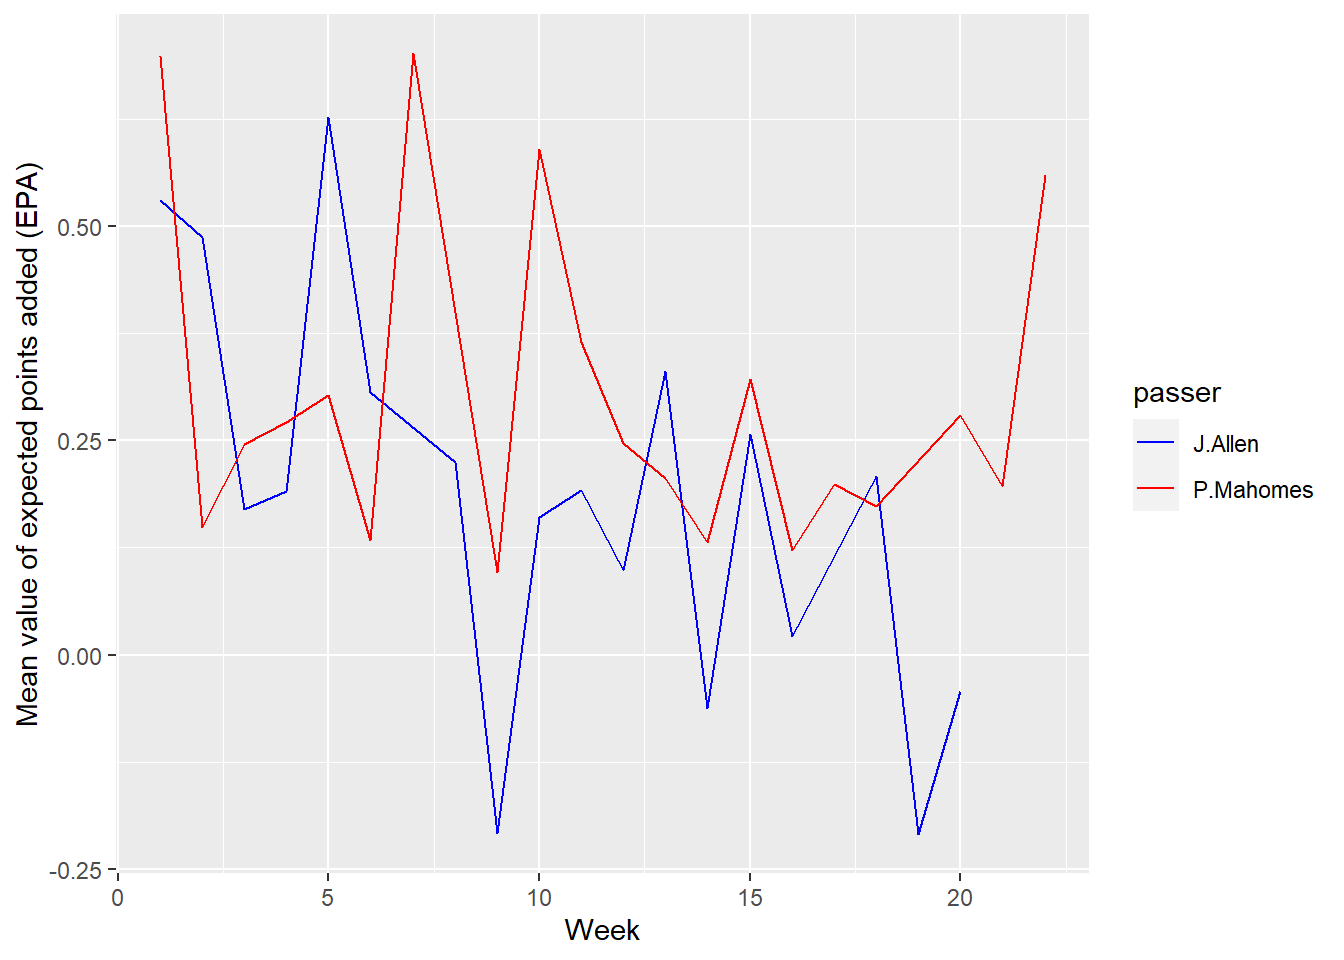 Mean value of expected points added (EPA)
0.50
0.25
0.00
-0.25
0
5
10
15
20
Week
passer
J.Allen
P.Mahomes